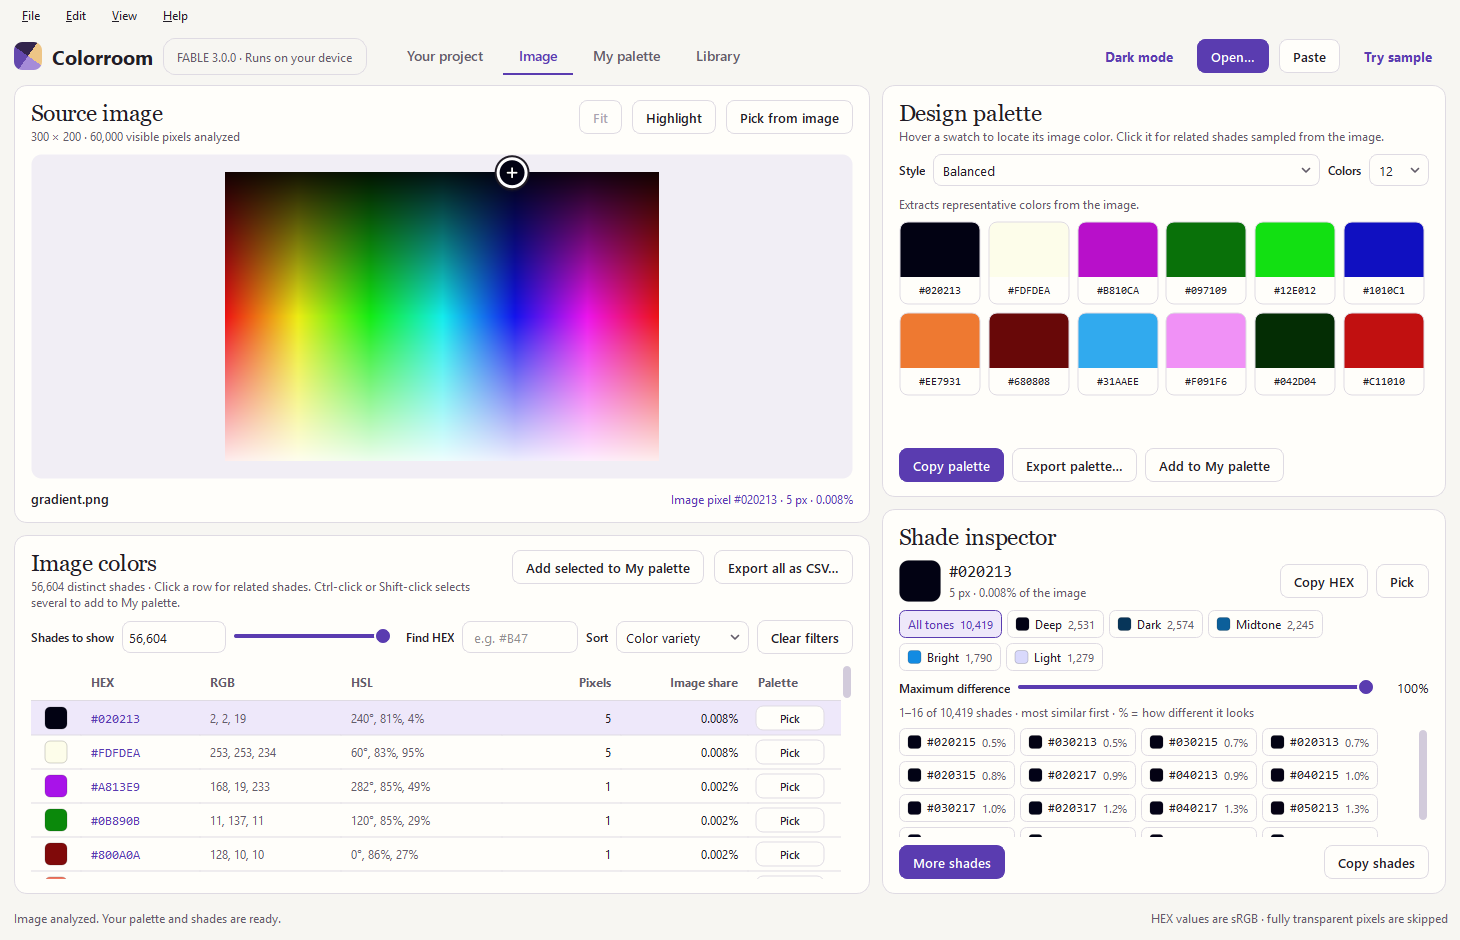 File Edit View Help
Colorroom
FABLE 3.0.0 · Runs on your device
Your project Image My palette Library
Dark mode Open... Paste Try sample
Source image
300 × 200 · 60,000 visible pixels analyzed
Fit Highlight Pick from image
gradient.png
Image pixel #020213 · 5 px · 0.008%
Design palette
Hover a swatch to locate its image color. Click it for related shades sampled from the image.
Style Balanced Colors 12
Extracts representative colors from the image.
#020213 #FDFDEA #B810CA #097109 #12E012 #1010C1
#EE7931 #680808 #31AAEE #F091F6 #042D04 #C11010
Copy palette Export palette... Add to My palette
Image colors
56,604 distinct shades · Click a row for related shades. Ctrl-click or Shift-click selects
several to add to My palette.
Add selected to My palette Export all as CSV...
Shades to show 56,604 Find HEX e.g. #B47 Sort Color variety Clear filters
HEX RGB HSL Pixels Image share Palette
#020213 2, 2, 19 240°, 81%, 4% 5 0.008% Pick
#FDFDEA 253, 253, 234 60°, 83%, 95% 5 0.008% Pick
#A813E9 168, 19, 233 282°, 85%, 49% 1 0.002% Pick
#0B890B 11, 137, 11 120°, 85%, 29% 1 0.002% Pick
#800A0A 128, 10, 10 0°, 86%, 27% 1 0.002% Pick
Shade inspector
#020213
5 px · 0.008% of the image
Copy HEX Pick
All tones 10,419 Deep 2,531 Dark 2,574 Midtone 2,245
Bright 1,790 Light 1,279
Maximum difference 100%
1–16 of 10,419 shades · most similar first · % = how different it looks
#020215 0.5% #030213 0.5% #030215 0.7% #020313 0.7%
#020315 0.8% #020217 0.9% #040213 0.9% #040215 1.0%
#030217 1.0% #020317 1.2% #040217 1.3% #050213 1.3%
More shades Copy shades
Image analyzed. Your palette and shades are ready.
HEX values are sRGB · fully transparent pixels are skipped